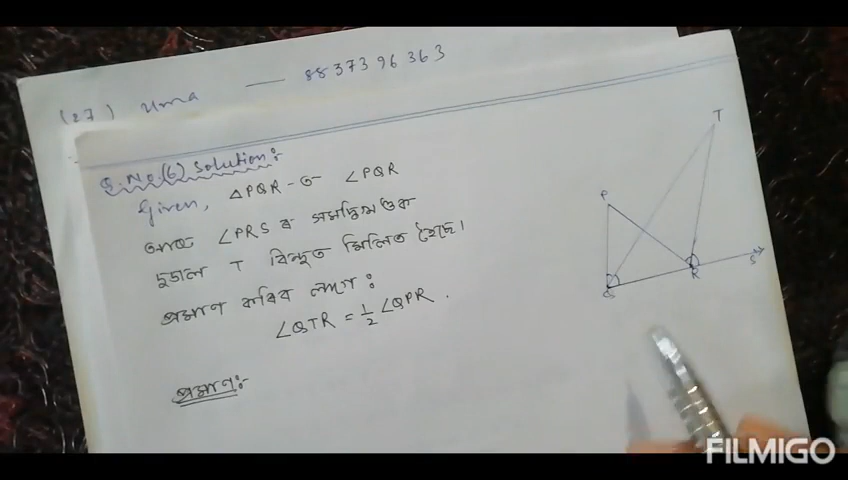 (27) Uma — 8837396363
Q.No.(6) Solution:
Given, ΔPQR-ত ∠PQR
আৰু ∠PRS ৰ সমদ্বিখণ্ডক
দুডাল T বিন্দুত মিলিত হৈছে।
প্ৰমাণ কৰিব লাগে:
∠QTR = 1/2 ∠QPR.
প্ৰমাণ:-
T
P
Q
R
S
FILMIGO